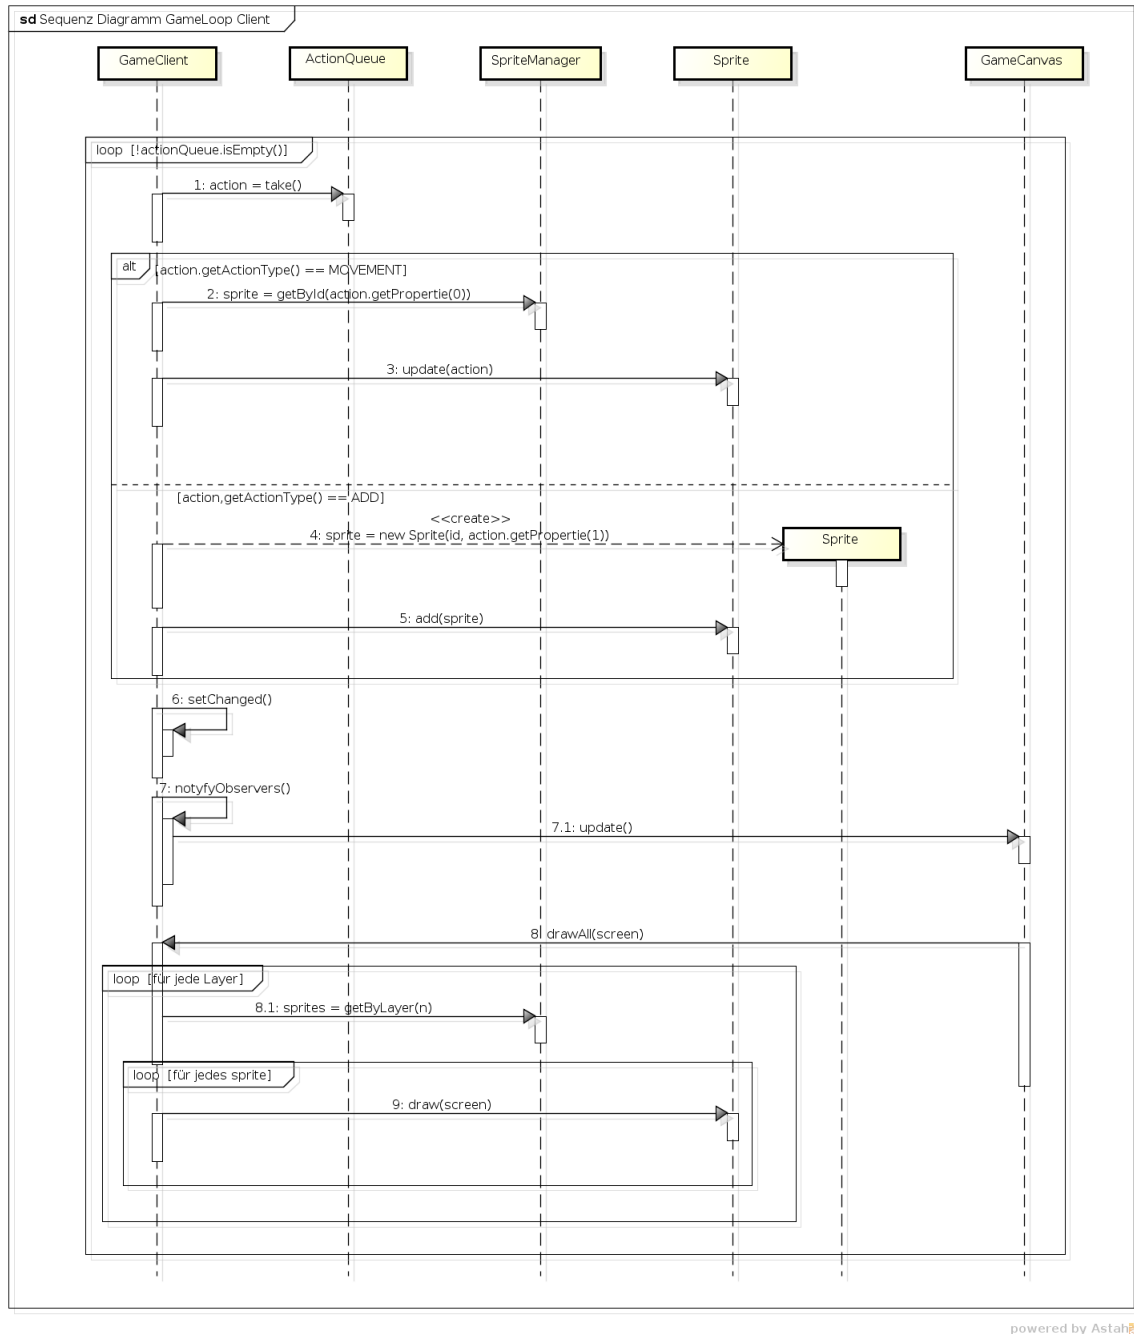 sd Sequenz Diagramm GameLoop Client
GameClient
ActionQueue
SpriteManager
Sprite
GameCanvas
loop [!actionQueue.isEmpty()]
1: action = take()
alt
[action.getActionType() == MOVEMENT]
2: sprite = getById(action.getPropertie(0))
3: update(action)
[action,getActionType() == ADD]
<<create>>
4: sprite = new Sprite(id, action.getPropertie(1))
Sprite
5: add(sprite)
6: setChanged()
7: notyfyObservers()
7.1: update()
8: drawAll(screen)
loop [für jede Layer]
8.1: sprites = getByLayer(n)
loop [für jedes sprite]
9: draw(screen)
powered by Astah